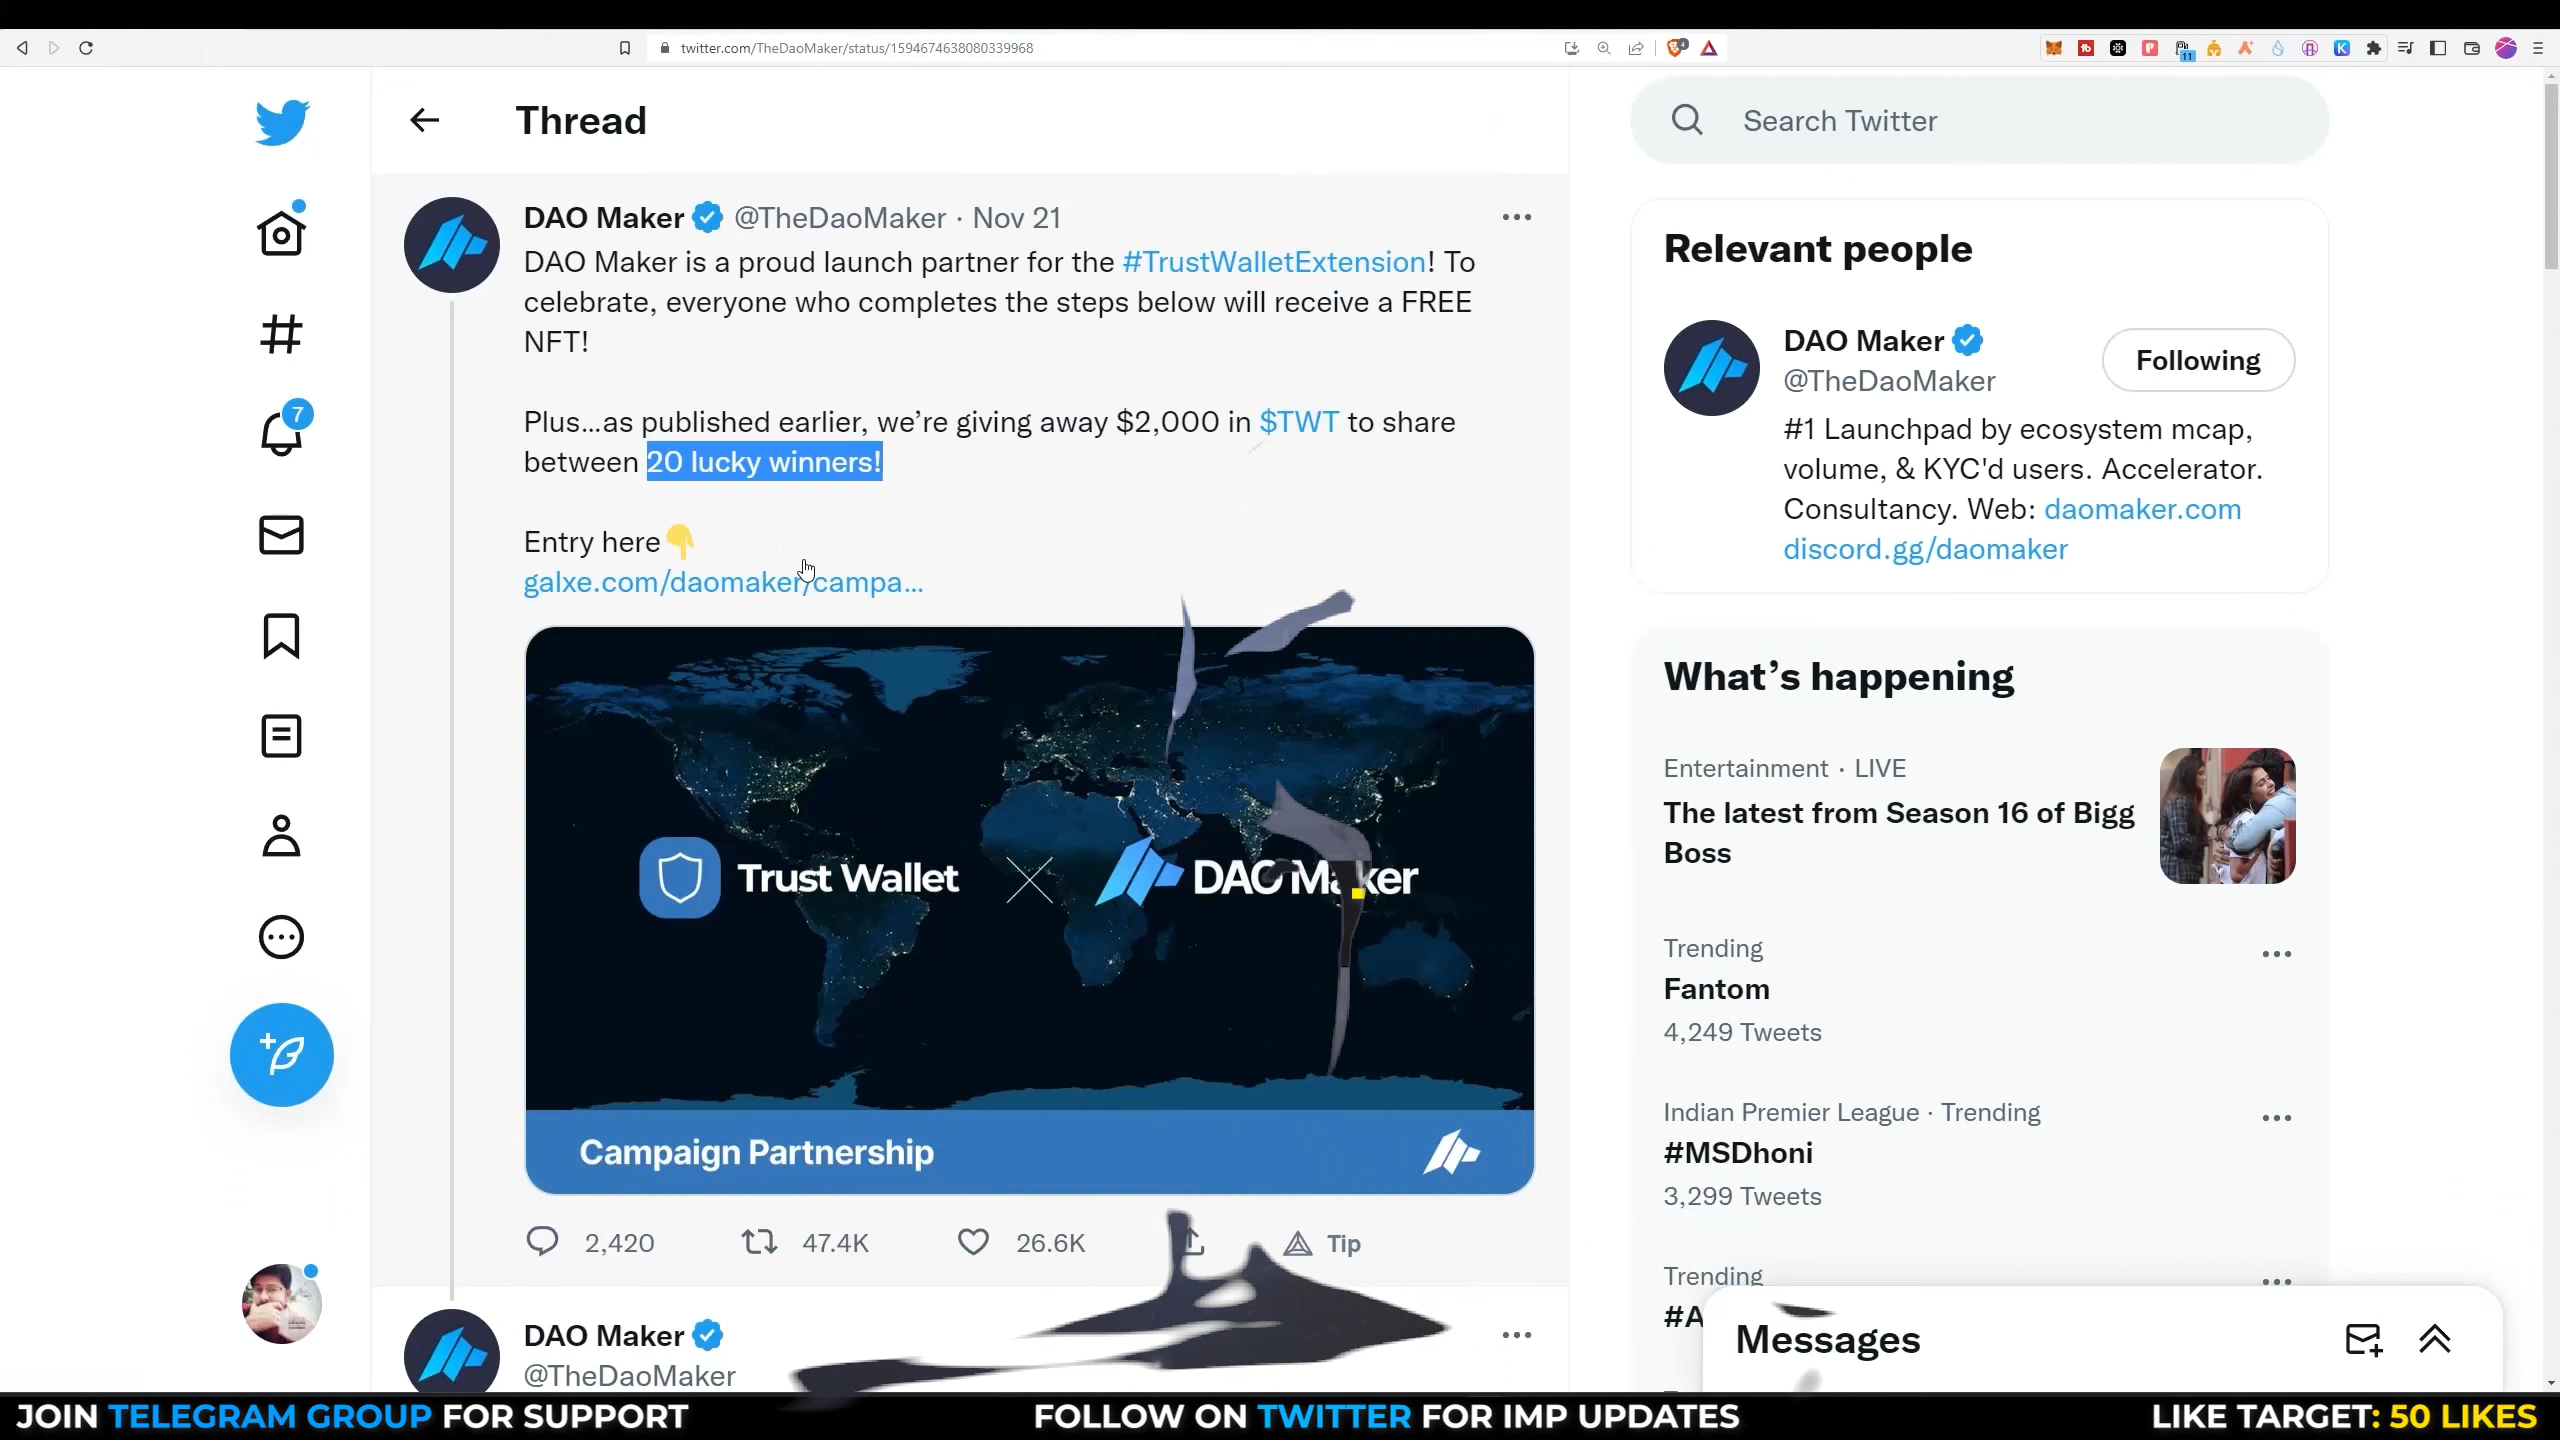 twitter.com/TheDaoMaker/status/1594674638080339968
Thread
DAO Maker @TheDaoMaker · Nov 21
DAO Maker is a proud launch partner for the #TrustWalletExtension! To
celebrate, everyone who completes the steps below will receive a FREE
NFT!
Plus...as published earlier, we’re giving away $2,000 in $TWT to share
between 20 lucky winners!
Entry here👇
galxe.com/daomaker/campa...
Trust Wallet
DAO Maker
Campaign Partnership
2,420
47.4K
26.6K
Tip
DAO Maker
@TheDaoMaker
7
11
4
Search Twitter
Relevant people
DAO Maker
@TheDaoMaker
Following
#1 Launchpad by ecosystem mcap,
volume, & KYC'd users. Accelerator.
Consultancy. Web: daomaker.com
discord.gg/daomaker
What’s happening
Entertainment · LIVE
The latest from Season 16 of Bigg
Boss
Trending
Fantom
4,249 Tweets
Indian Premier League · Trending
#MSDhoni
3,299 Tweets
Trending
Messages
JOIN TELEGRAM GROUP FOR SUPPORT
FOLLOW ON TWITTER FOR IMP UPDATES
LIKE TARGET: 50 LIKES